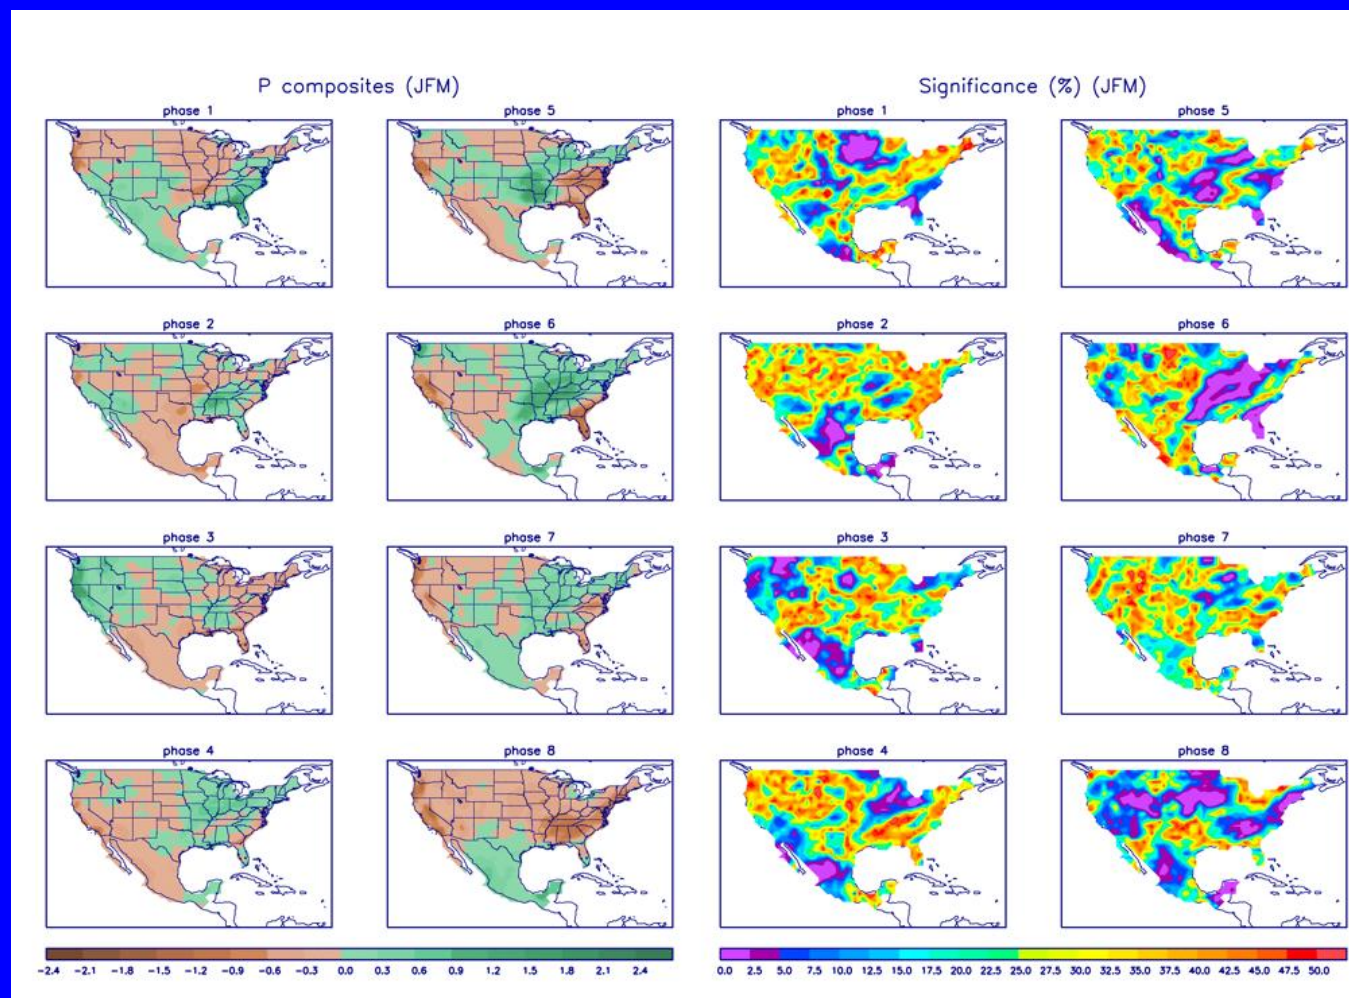 P composites (JFM)
Significance (%) (JFM)
phase 1
phase 5
phase 1
phase 5
phase 2
phase 6
phase 2
phase 6
phase 3
phase 7
phase 3
phase 7
phase 4
phase 8
phase 4
phase 8
-2.4 -2.1 -1.8 -1.5 -1.2 -0.9 -0.6 -0.3 0.0 0.3 0.6 0.9 1.2 1.5 1.8 2.1 2.4
0.0 2.5 5.0 7.5 10.0 12.5 15.0 17.5 20.0 22.5 25.0 27.5 30.0 32.5 35.0 37.5 40.0 42.5 45.0 47.5 50.0